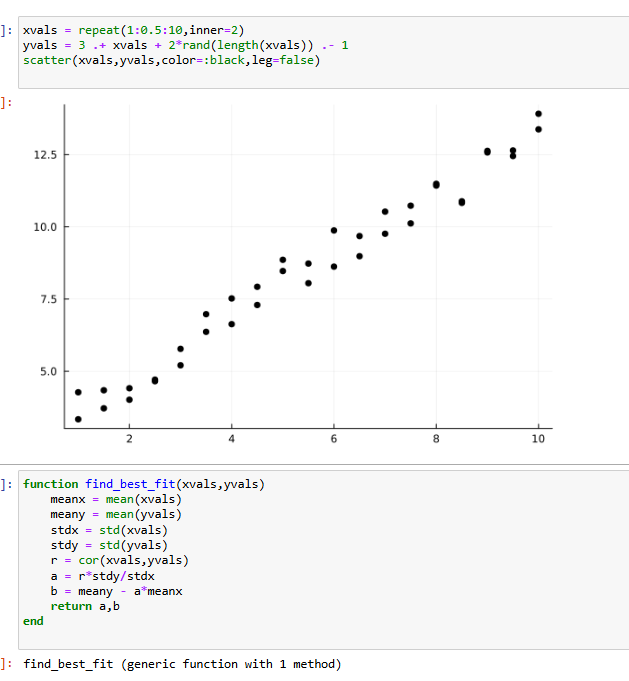 ]: xvals = repeat(1:0.5:10,inner=2)
yvals = 3 .+ xvals + 2*rand(length(xvals)) .- 1
scatter(xvals,yvals,color=:black,leg=false)
]:
12.5
10.0
7.5
5.0
2 4 6 8 10
]: function find_best_fit(xvals,yvals)
    meanx = mean(xvals)
    meany = mean(yvals)
    stdx = std(xvals)
    stdy = std(yvals)
    r = cor(xvals,yvals)
    a = r*stdy/stdx
    b = meany - a*meanx
    return a,b
end
]: find_best_fit (generic function with 1 method)